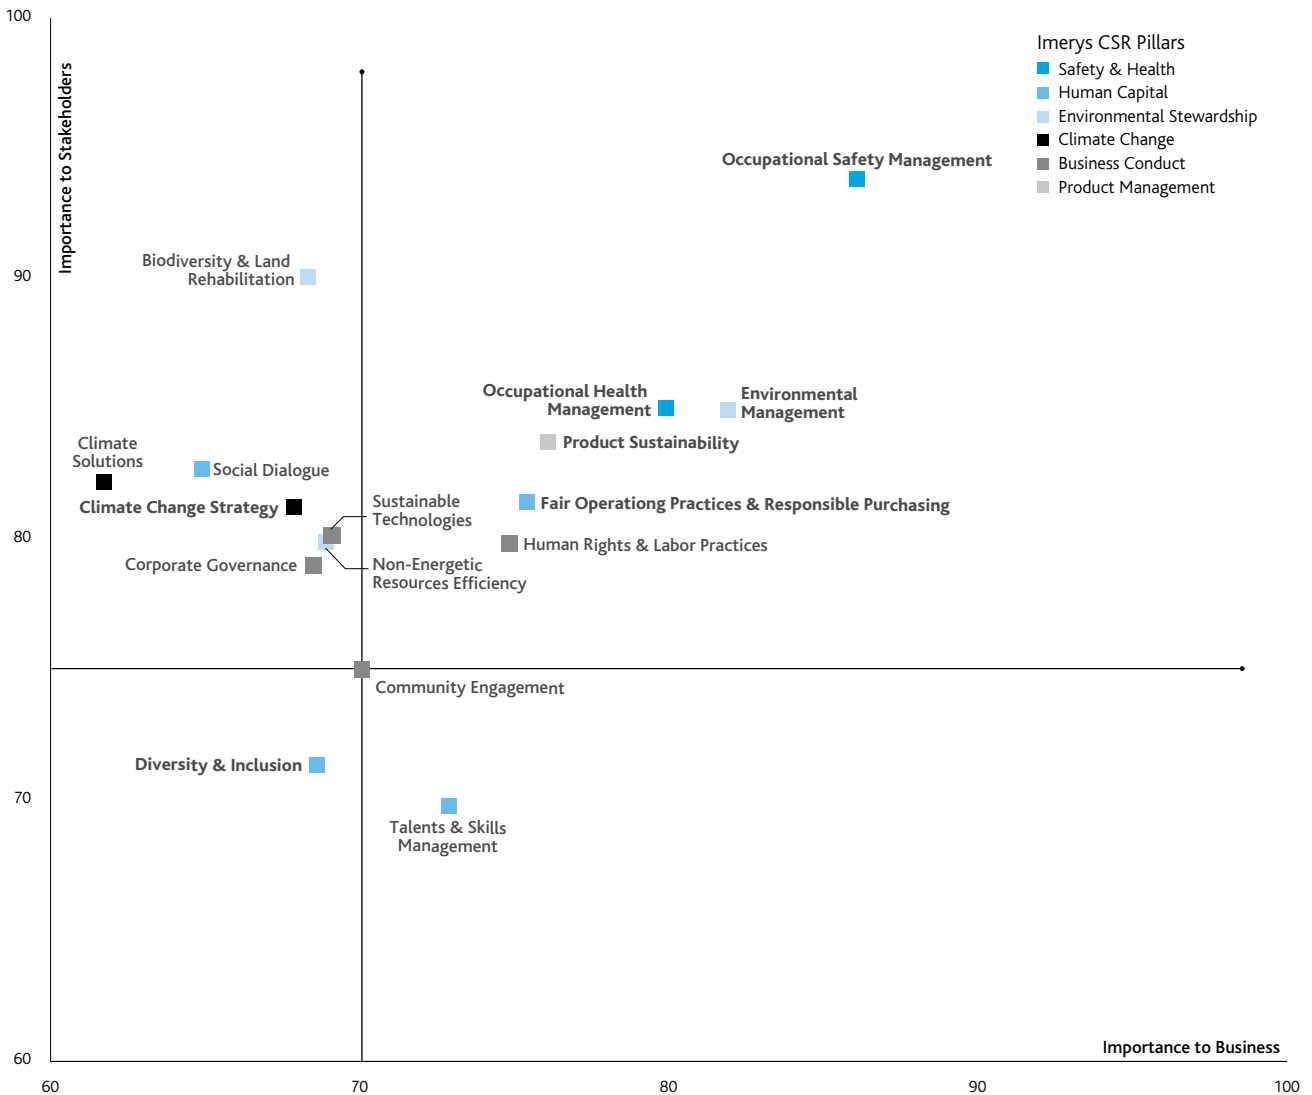 100
Importance to Stakeholders
Imerys CSR Pillars
Safety & Health
Human Capital
Environmental Stewardship
Climate Change
Business Conduct
Product Management
Occupational Safety Management
Biodiversity & Land
Rehabilitation
90
Occupational Health
Management
Environmental
Management
Product Sustainability
Climate
Solutions
Social Dialogue
Climate Change Strategy
Sustainable
Technologies
Fair Operationg Practices & Responsible Purchasing
80
Human Rights & Labor Practices
Corporate Governance
Non-Energetic
Resources Efficiency
Community Engagement
Diversity & Inclusion
70
Talents & Skills
Management
60
Importance to Business
60
70
80
90
100